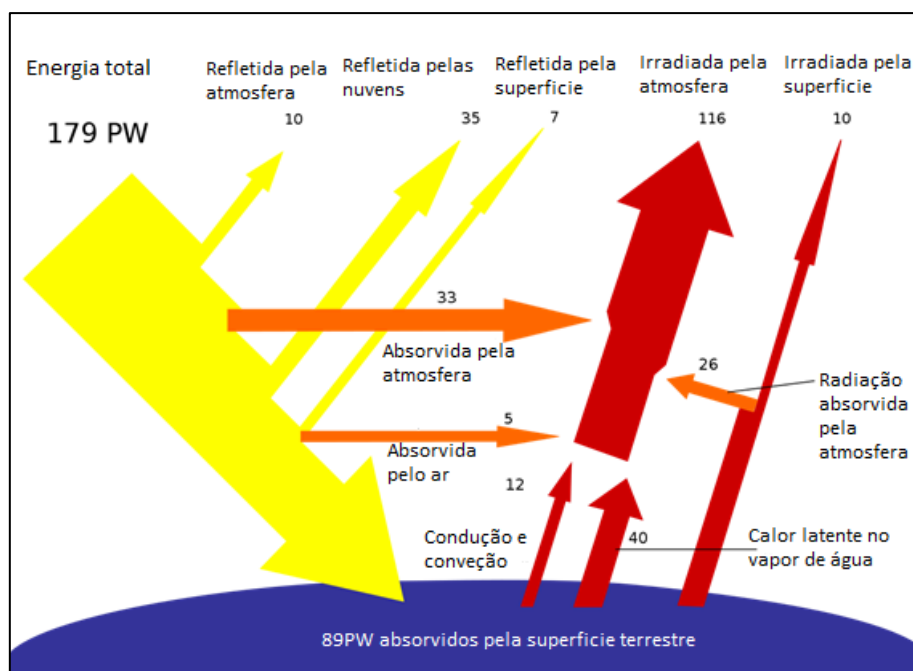 Energia total
179 PW
Refletida pela
atmosfera
10
Refletida pelas
nuvens
35
Refletida pela
superficie
7
Irradiada pela
atmosfera
116
Irradiada pela
superficie
10
33
Absorvida pela
atmosfera
26
Radiação
absorvida
pela
atmosfera
5
Absorvida
pelo ar
12
Condução e
conveção
40
Calor latente no
vapor de água
89PW absorvidos pela superficie terrestre